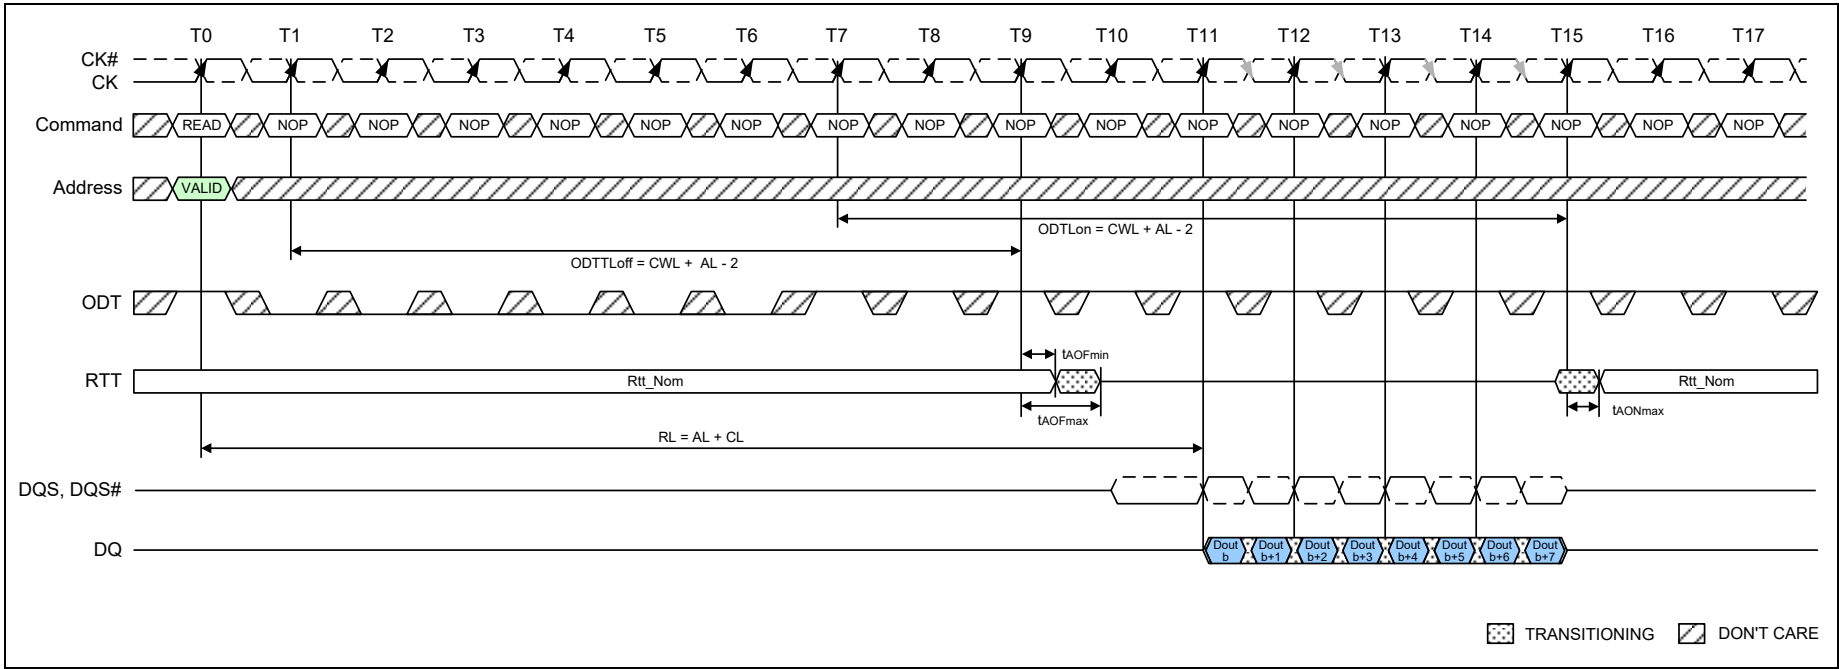 T0 T1 T2 T3 T4 T5 T6 T7 T8 T9 T10 T11 T12 T13 T14 T15 T16 T17
CK#
CK
Command READ NOP NOP NOP NOP NOP NOP NOP NOP NOP NOP NOP NOP NOP NOP NOP NOP NOP
Address VALID
ODTLon = CWL + AL - 2
ODTTLoff = CWL + AL - 2
ODT
tAOFmin
RTT Rtt_Nom Rtt_Nom
tAOFmax tAONmax
RL = AL + CL
DQS, DQS#
DQ Dout b Dout b+1 Dout b+2 Dout b+3 Dout b+4 Dout b+5 Dout b+6 Dout b+7
TRANSITIONING DON'T CARE